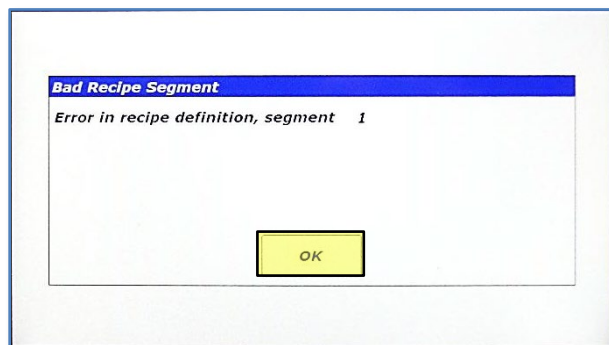 Bad Recipe Segment
Error in recipe definition, segment 1
OK